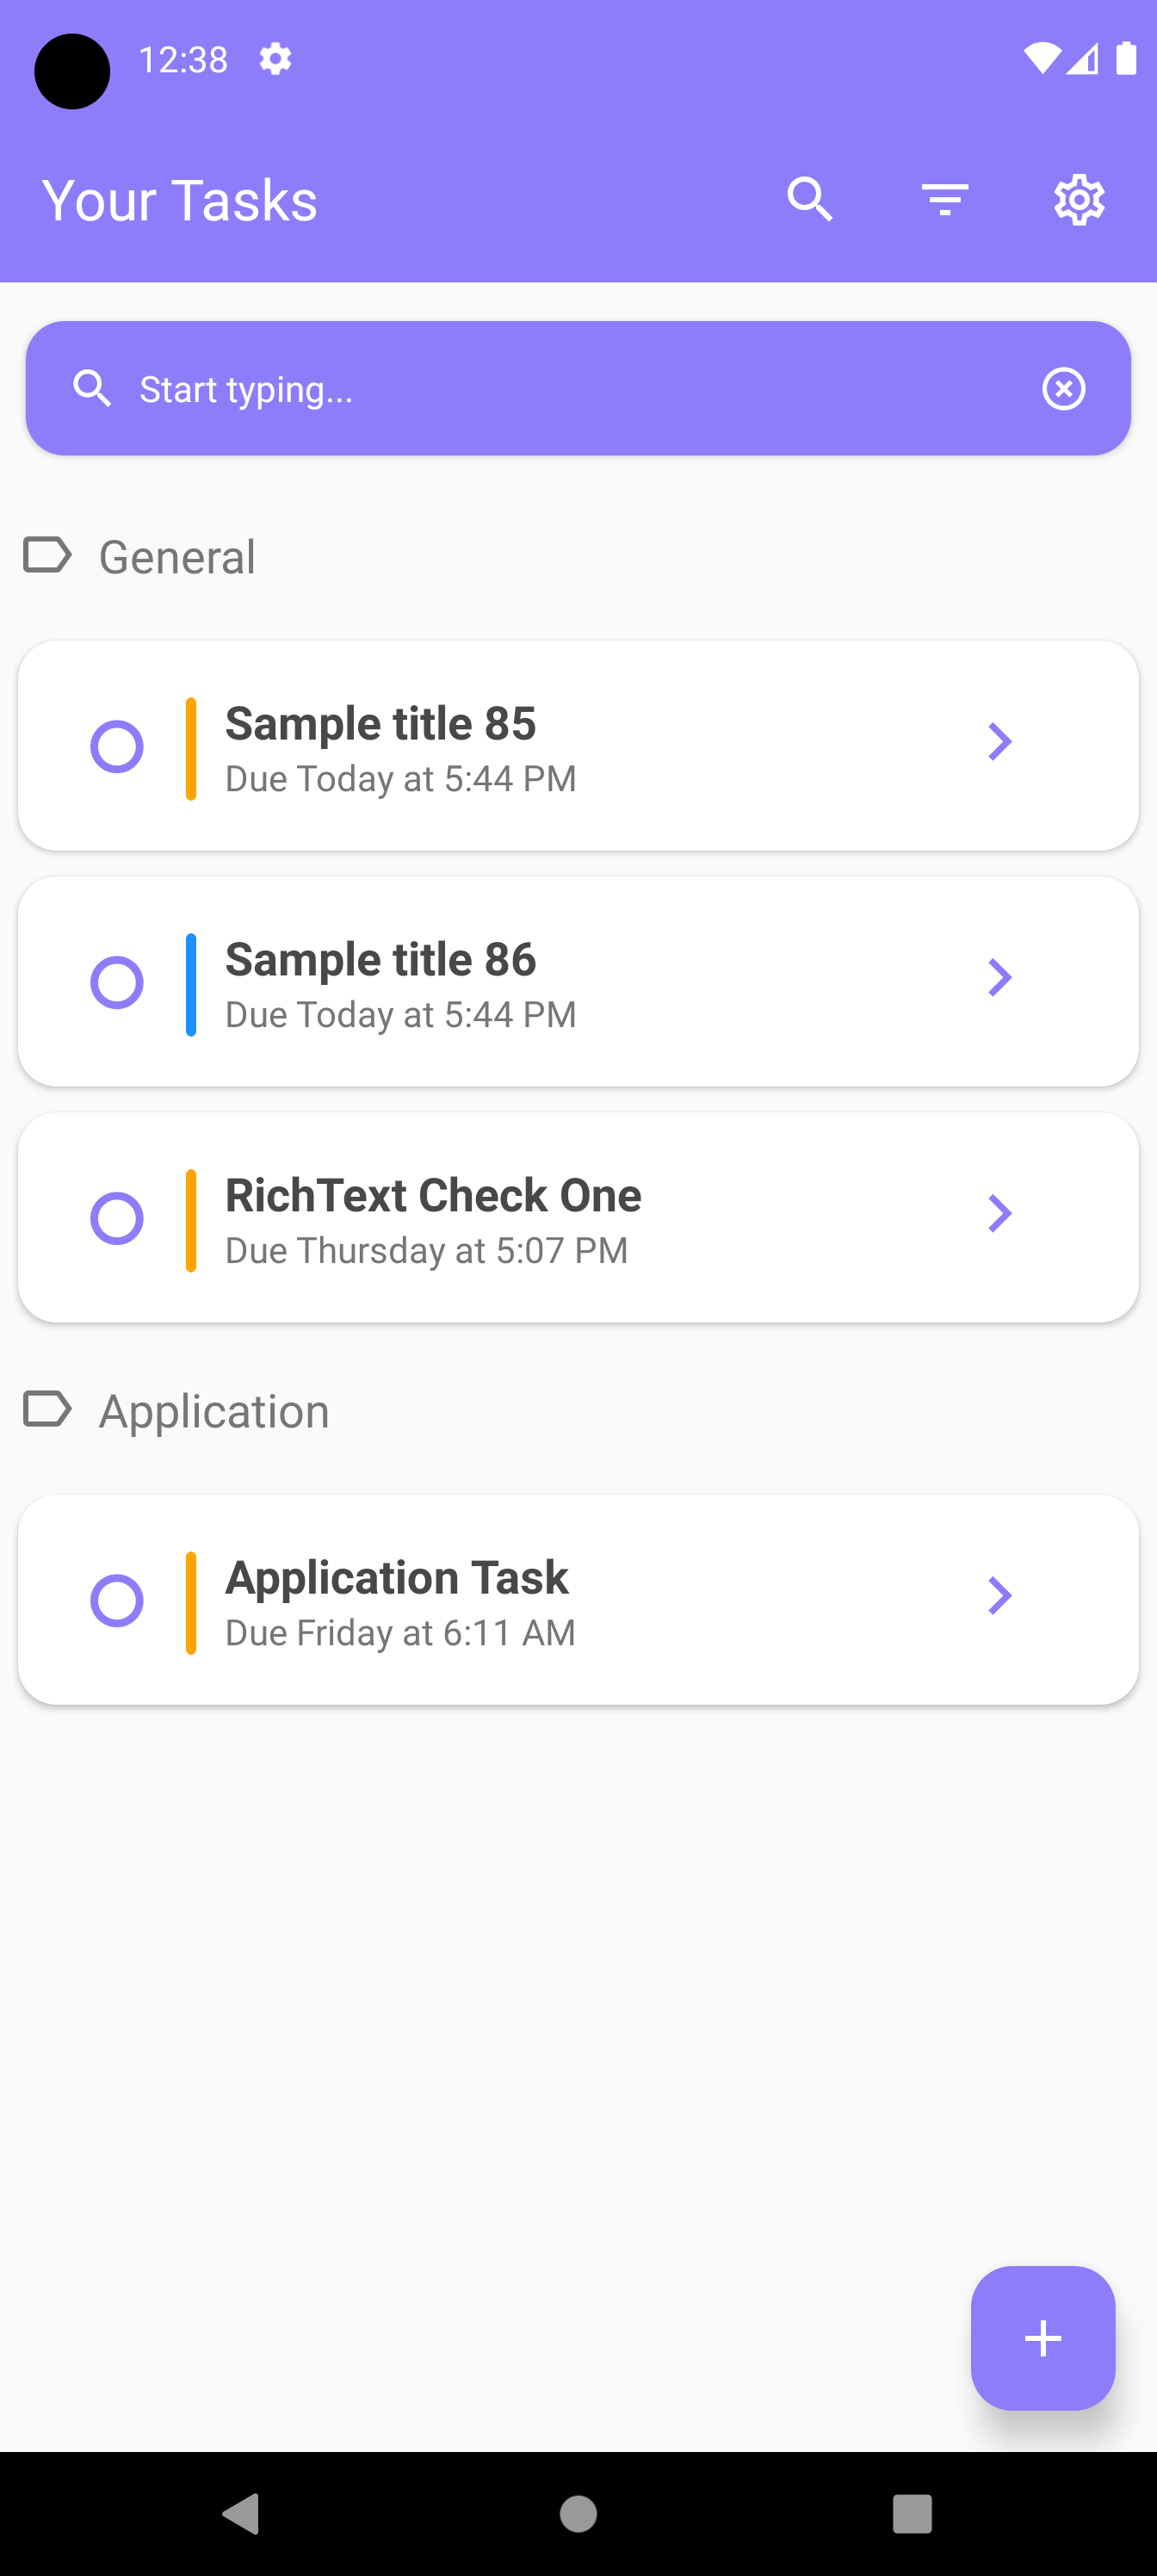 12:38
Your Tasks
Start typing...
General
Sample title 85
Due Today at 5:44 PM
Sample title 86
Due Today at 5:44 PM
RichText Check One
Due Thursday at 5:07 PM
Application
Application Task
Due Friday at 6:11 AM